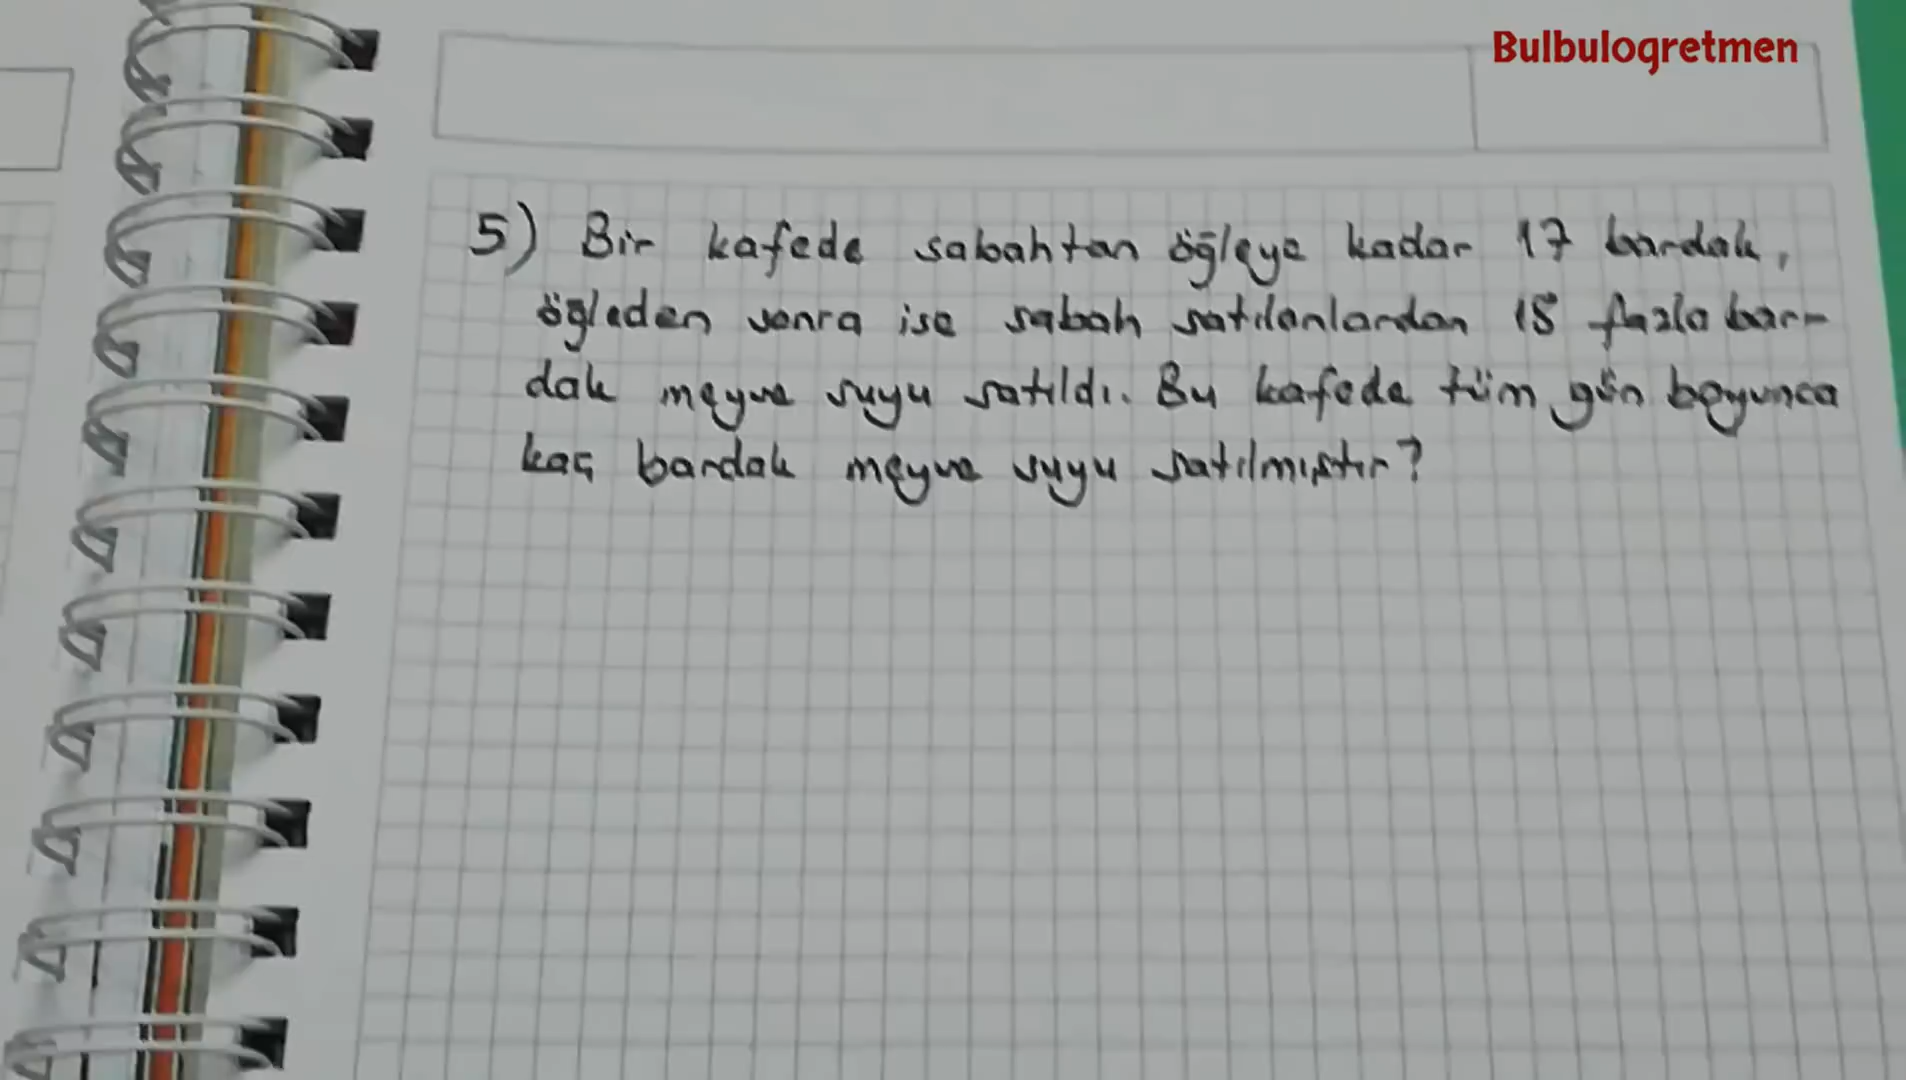 Bulbulogretmen
5) Bir kafede sabahtan öğleye kadar 17 bardak,
öğleden sonra ise sabah satılanlardan 15 fazla bar-
dak meyve suyu satıldı. Bu kafede tüm gün boyunca
kaç bardak meyve suyu satılmıştır?